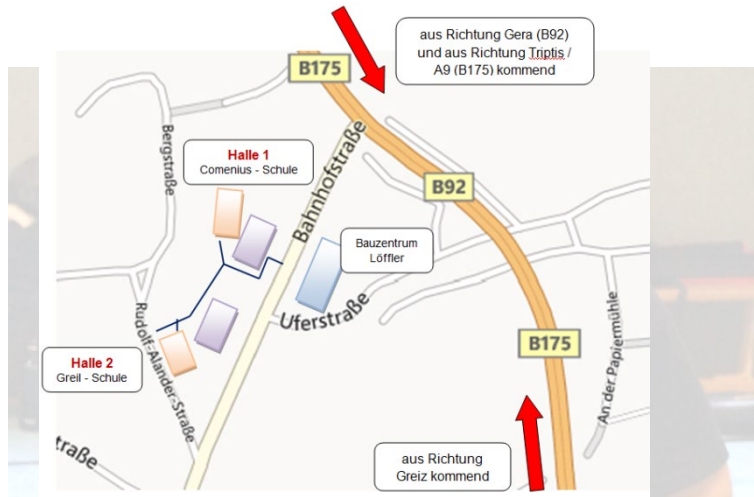 aus Richtung Gera (B92)
und aus Richtung Triptis /
A9 (B175) kommend
B175
Bergstraße
Halle 1
Comenius - Schule
Bahnhofstraße
B92
Bauzentrum
Löffler
Uferstraße
Rudolf-Alander-Straße
An der Papiermühle
B175
Halle 2
Greil - Schule
traße
aus Richtung
Greiz kommend